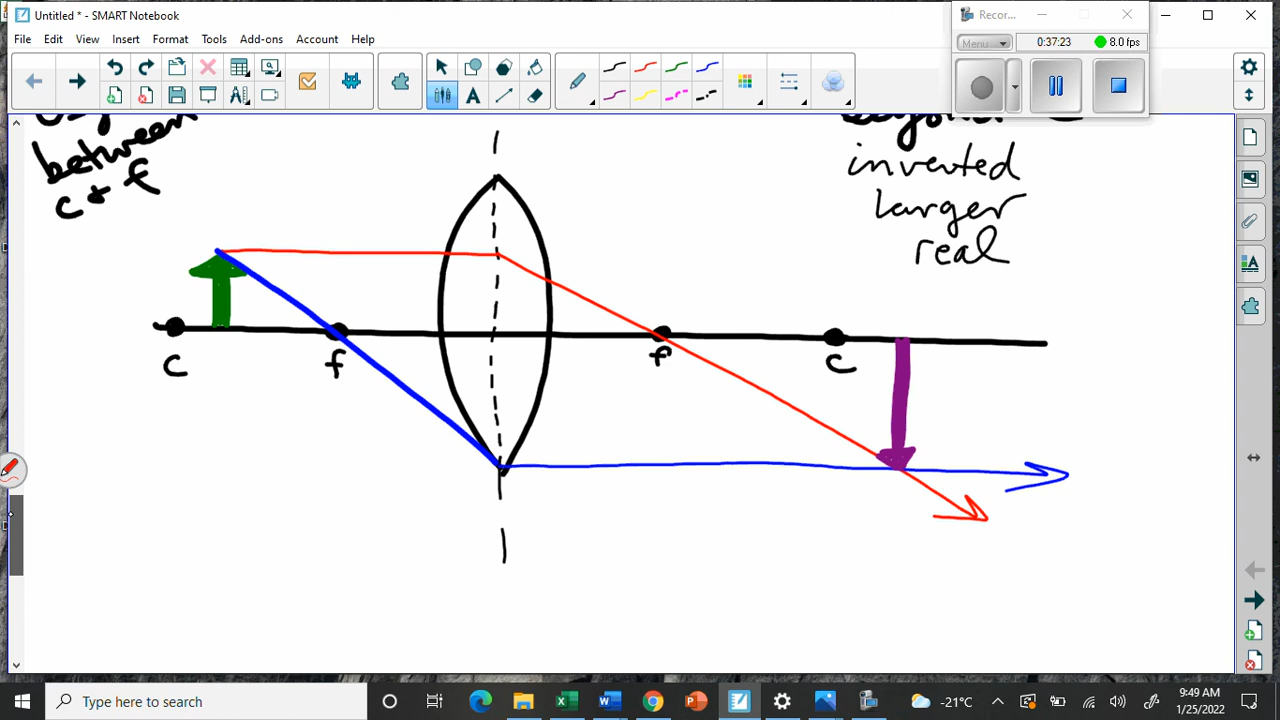 Untitled * - SMART Notebook
Recor...
File Edit View Insert Format Tools Add-ons Account Help
Menu
0:37:23
8.0 fps
A
between
c + f
beyond C
inverted
larger
real
C
f
f
C
Type here to search
-21°C
9:49 AM
1/25/2022